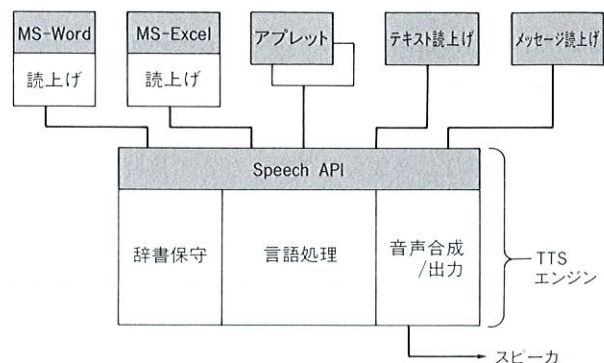 MS-Word
MS-Excel
アプレット
テキスト読上げ
メッセージ読上げ
読上げ
読上げ
Speech API
辞書保守
言語処理
音声合成
/出力
TTS
エンジン
スピーカ